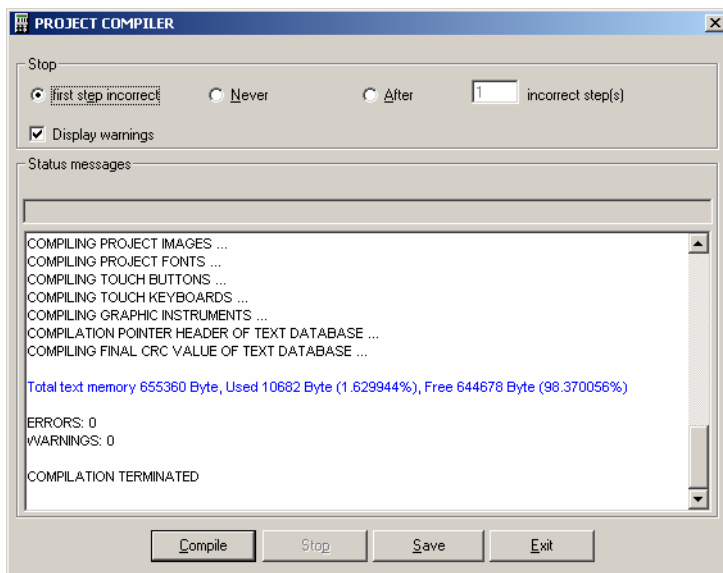 PROJECT COMPILER
Stop
first step incorrect Never After 1 incorrect step(s)
Display warnings
Status messages
COMPILING PROJECT IMAGES ...
COMPILING PROJECT FONTS ...
COMPILING TOUCH BUTTONS ...
COMPILING TOUCH KEYBOARDS ...
COMPILING GRAPHIC INSTRUMENTS ...
COMPILATION POINTER HEADER OF TEXT DATABASE ...
COMPILING FINAL CRC VALUE OF TEXT DATABASE ...
Total text memory 655360 Byte, Used 10682 Byte (1.629944%), Free 644678 Byte (98.370056%)
ERRORS: 0
WARNINGS: 0
COMPILATION TERMINATED
Compile Stop Save Exit